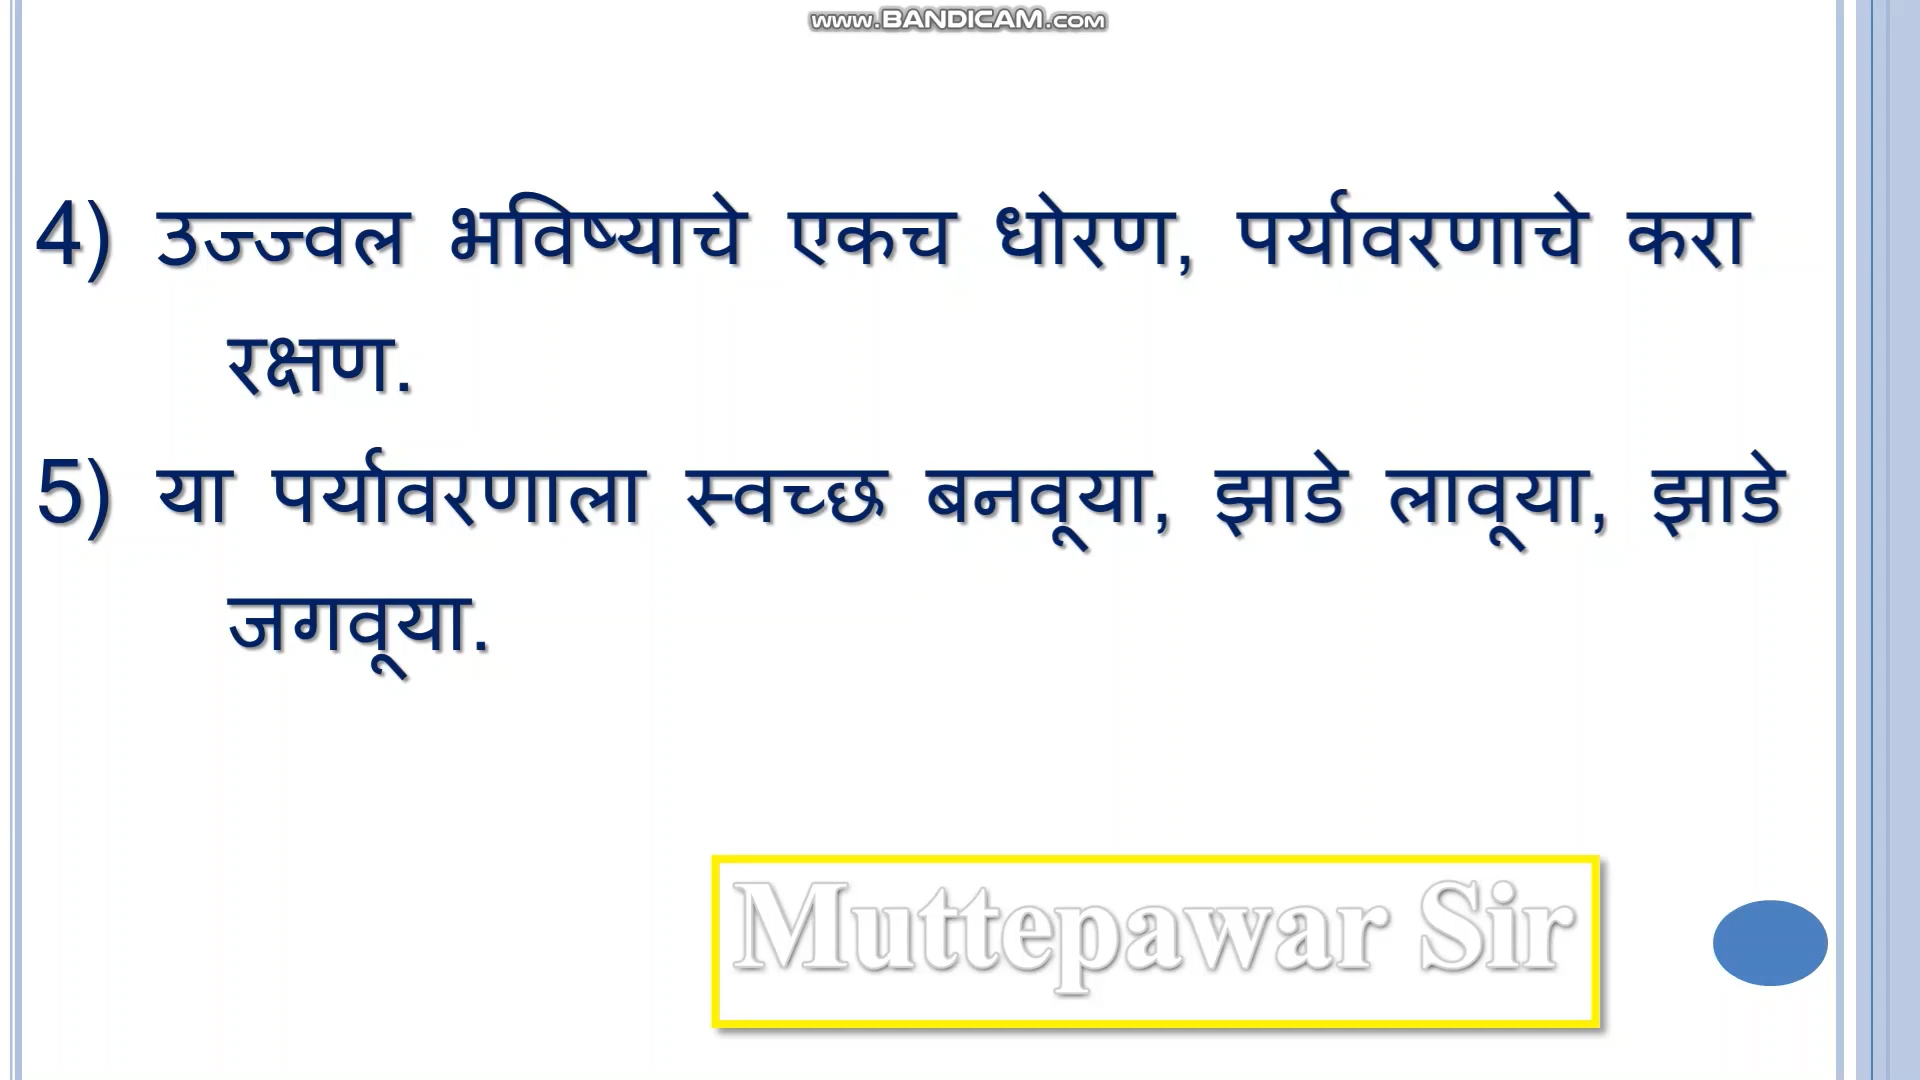 www.BANDICAM.com
4) उज्ज्वल भविष्याचे एकच धोरण, पर्यावरणाचे करा
रक्षण.
5) या पर्यावरणाला स्वच्छ बनवूया, झाडे लावूया, झाडे
जगवूया.
Muttepawar Sir